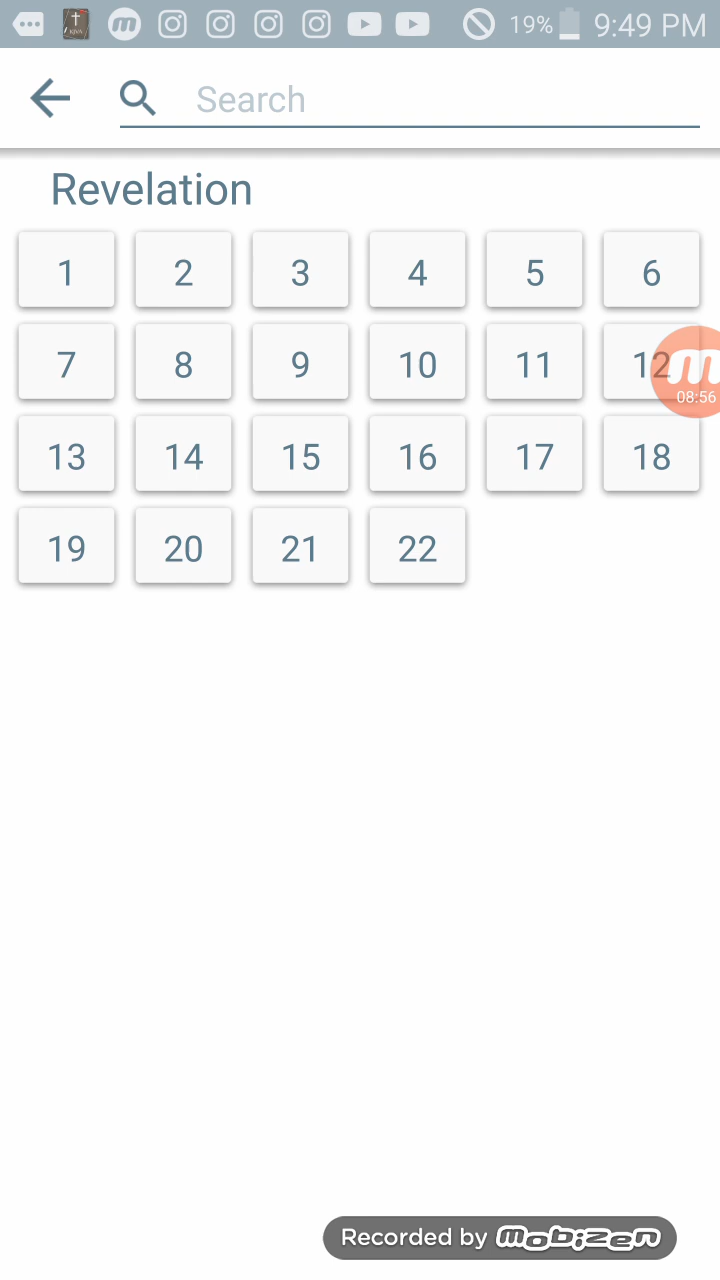 19% 9:49 PM
Search
Revelation
1 2 3 4 5 6
7 8 9 10 11 12
08:56
13 14 15 16 17 18
19 20 21 22
Recorded by mobizen